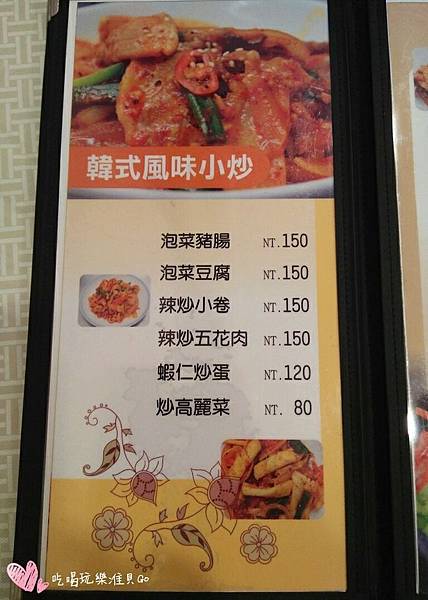 韓式風味小炒
泡菜豬腸 NT.150
泡菜豆腐 NT.150
辣炒小卷 NT.150
辣炒五花肉 NT.150
蝦仁炒蛋 NT.120
炒高麗菜 NT. 80
吃喝玩樂准貝Go